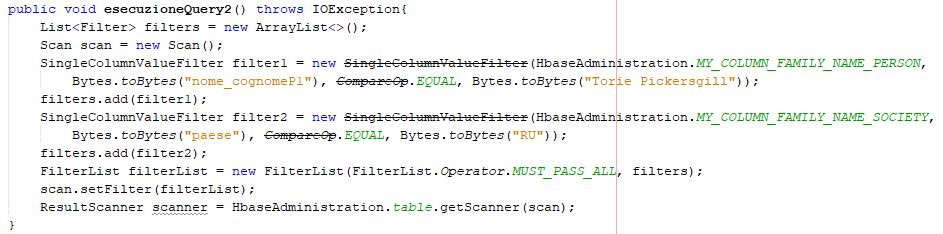 public void esecuzioneQuery2() throws IOException{
    List<Filter> filters = new ArrayList<>();
    Scan scan = new Scan();
    SingleColumnValueFilter filter1 = new SingleColumnValueFilter(HbaseAdministration.MY_COLUMN_FAMILY_NAME_PERSON,
        Bytes.toBytes("nome_cognomeP1"), CompareOp.EQUAL, Bytes.toBytes("Torie Pickersgill"));
    filters.add(filter1);
    SingleColumnValueFilter filter2 = new SingleColumnValueFilter(HbaseAdministration.MY_COLUMN_FAMILY_NAME_SOCIETY,
        Bytes.toBytes("paese"), CompareOp.EQUAL, Bytes.toBytes("RU"));
    filters.add(filter2);
    FilterList filterList = new FilterList(FilterList.Operator.MUST_PASS_ALL, filters);
    scan.setFilter(filterList);
    ResultScanner scanner = HbaseAdministration.table.getScanner(scan);
}